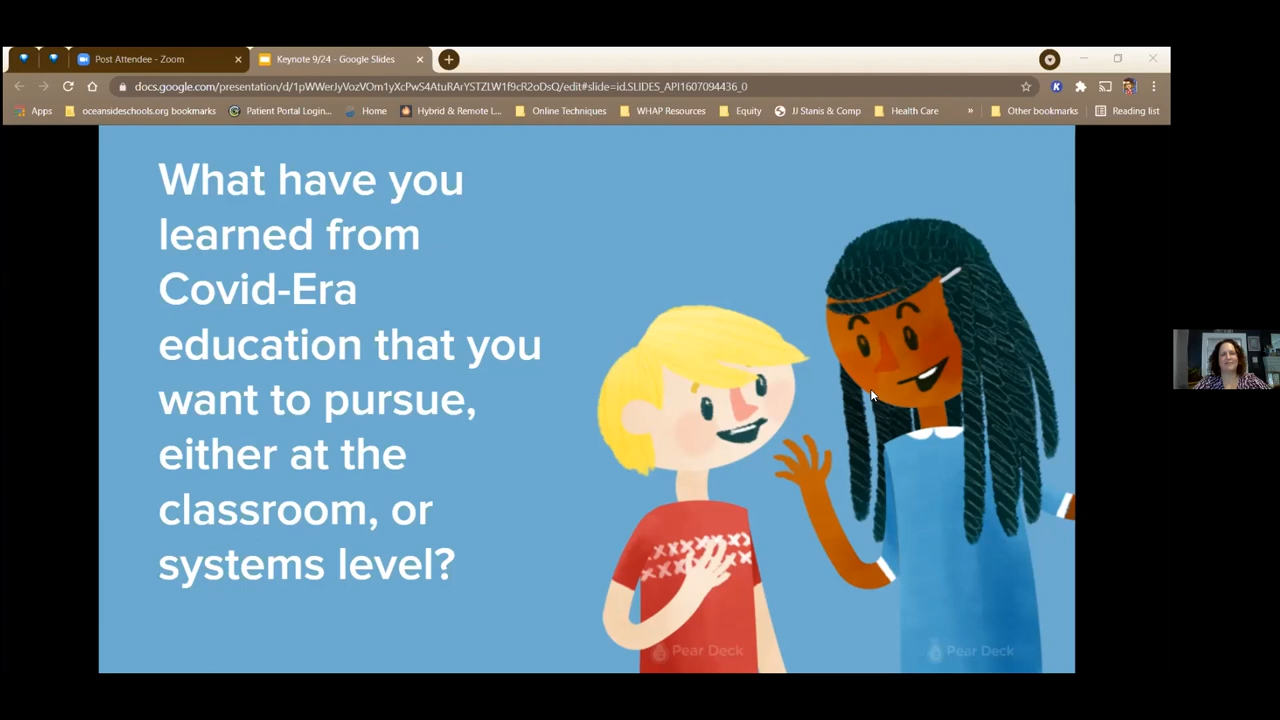 Post Attendee - Zoom
Keynote 9/24 - Google Slides
docs.google.com/presentation/d/1pWWerJyVozVOm1yXcPwS4AtuRArYSTZLW1f9cR2oDsQ/edit#slide=id.SLIDES_API1607094436_0
Apps
oceansideschools.org bookmarks
Patient Portal Login...
Home
Hybrid & Remote L...
Online Techniques
WHAP Resources
Equity
JJ Stanis & Comp
Health Care
»
Other bookmarks
Reading list
What have you
learned from
Covid-Era
education that you
want to pursue,
either at the
classroom, or
systems level?
Pear Deck
Pear Deck